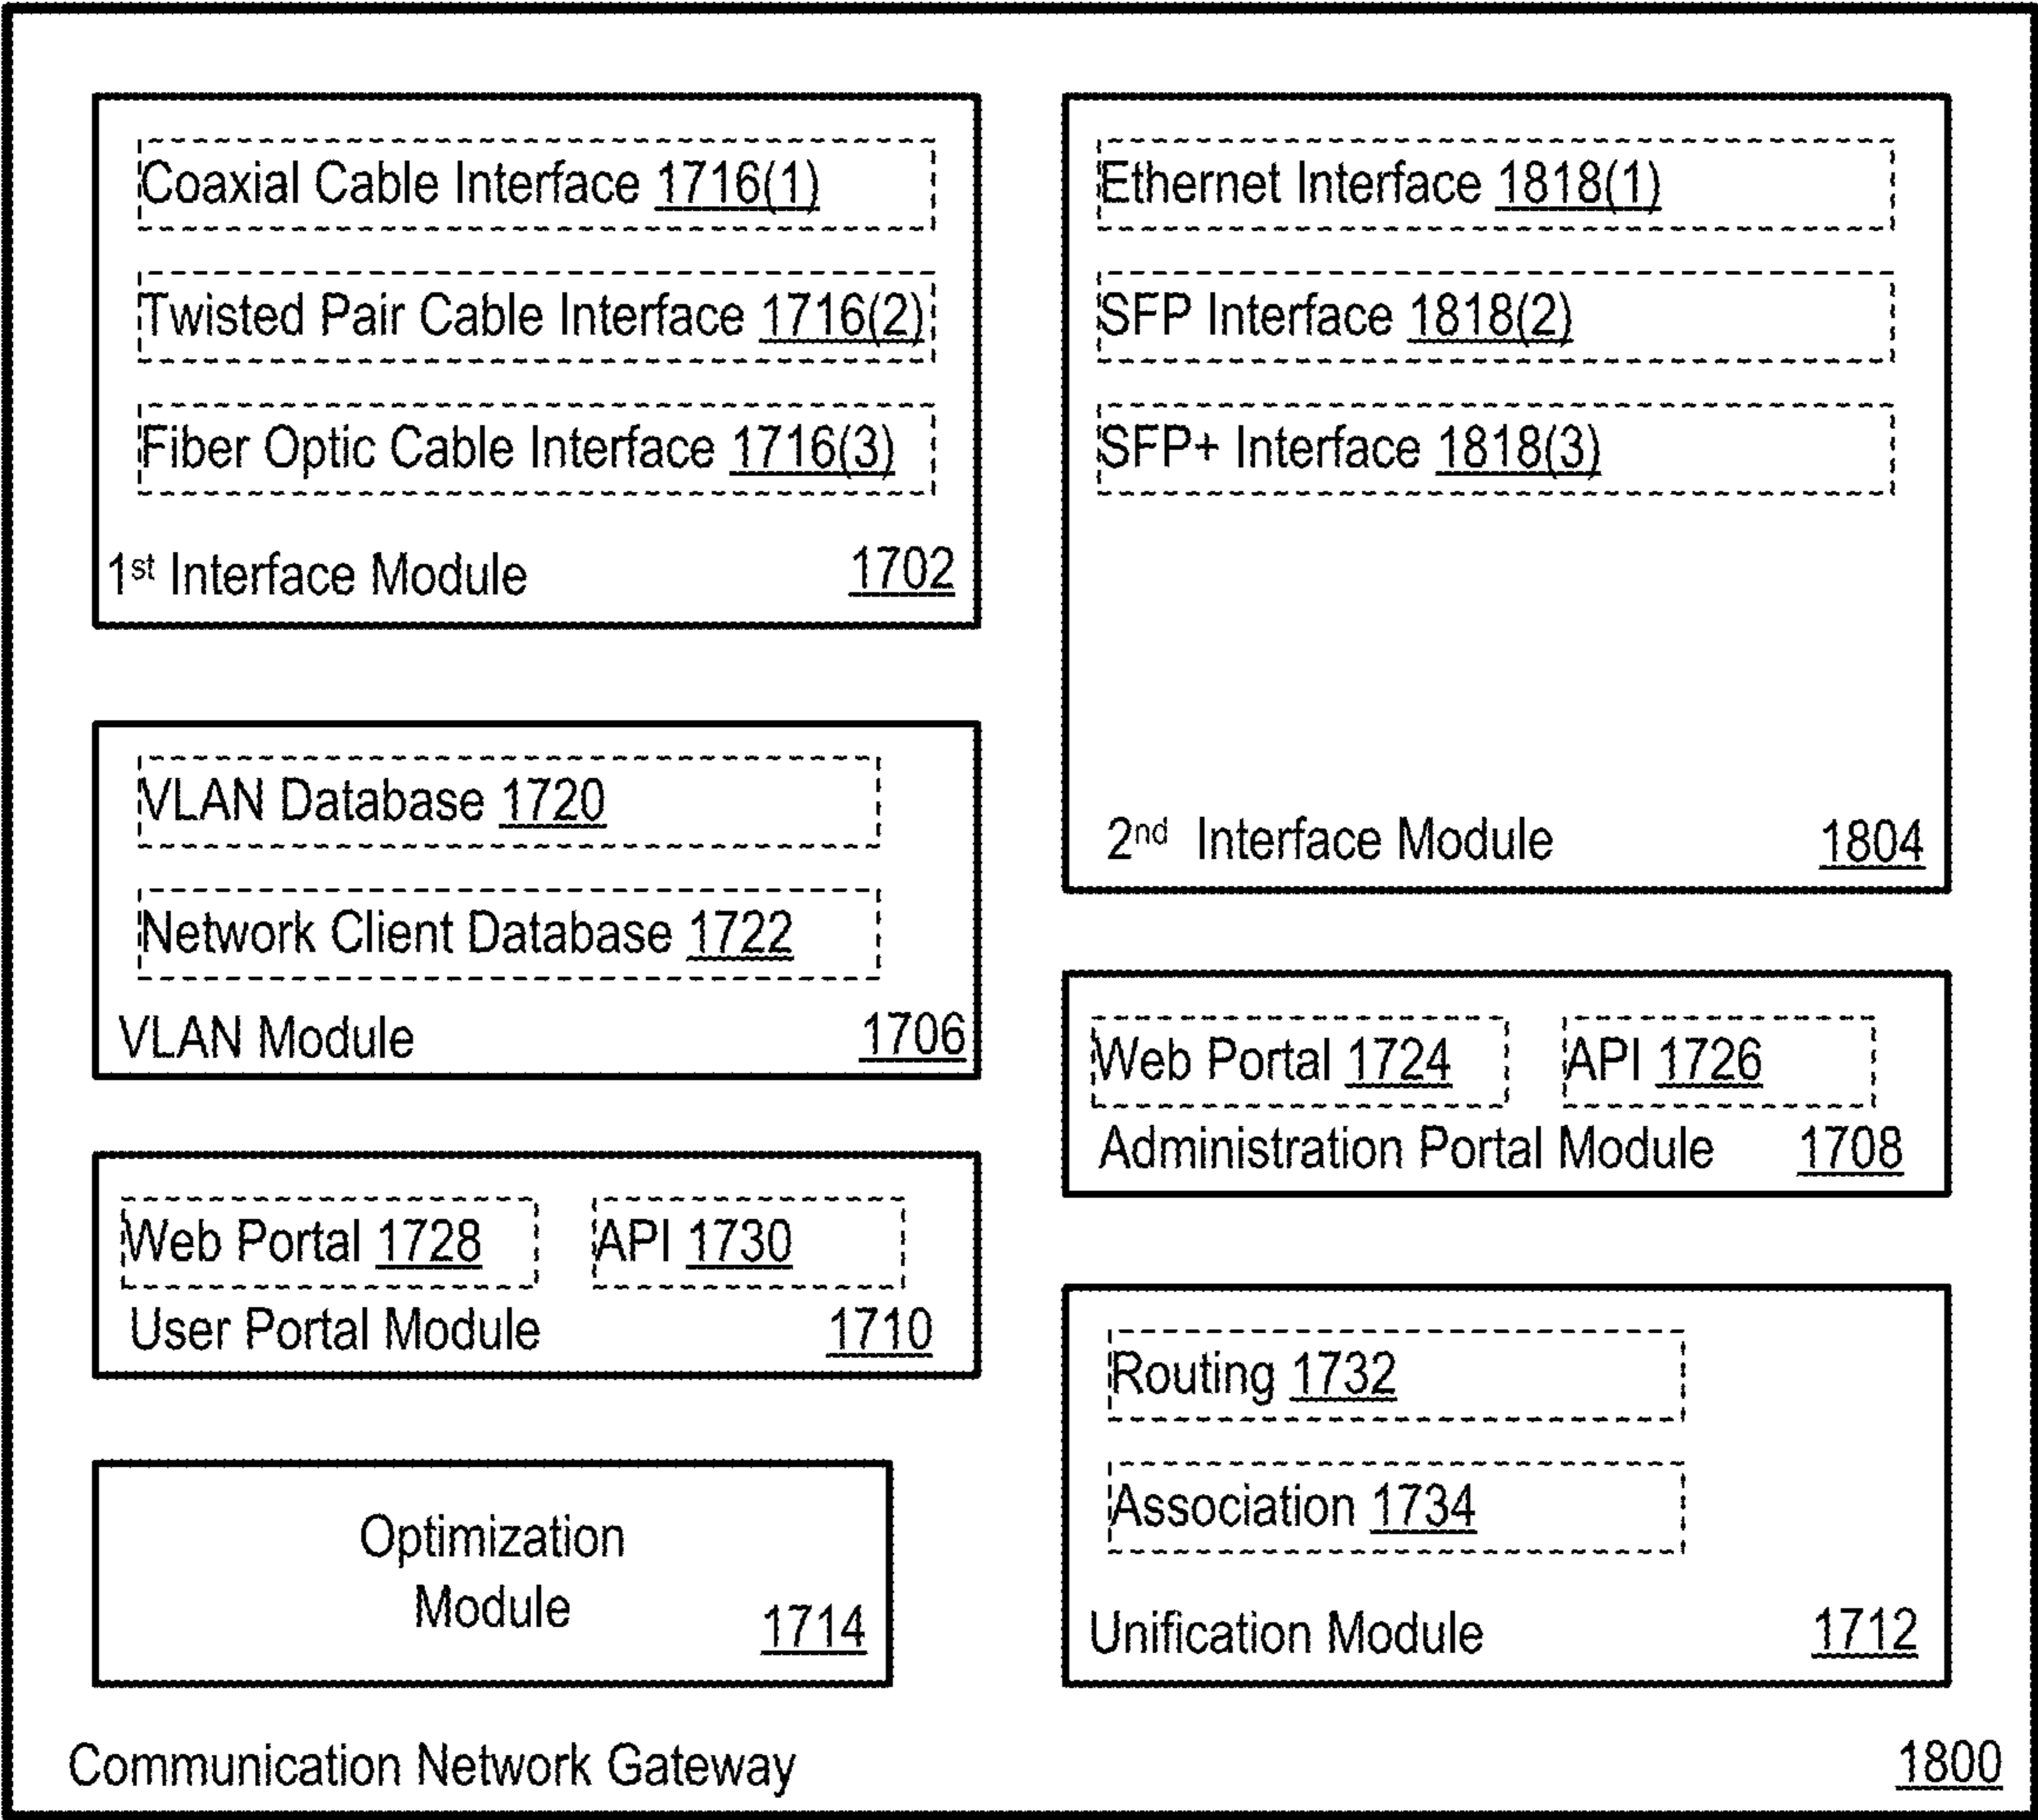 Coaxial Cable Interface 1716(1)
Twisted Pair Cable Interface 1716(2)
Fiber Optic Cable Interface 1716(3)
1st Interface Module 1702
Ethernet Interface 1818(1)
SFP Interface 1818(2)
SFP+ Interface 1818(3)
2nd Interface Module 1804
VLAN Database 1720
Network Client Database 1722
VLAN Module 1706
Web Portal 1724 API 1726
Administration Portal Module 1708
Web Portal 1728 API 1730
User Portal Module 1710
Routing 1732
Association 1734
Unification Module 1712
Optimization
Module 1714
Communication Network Gateway 1800